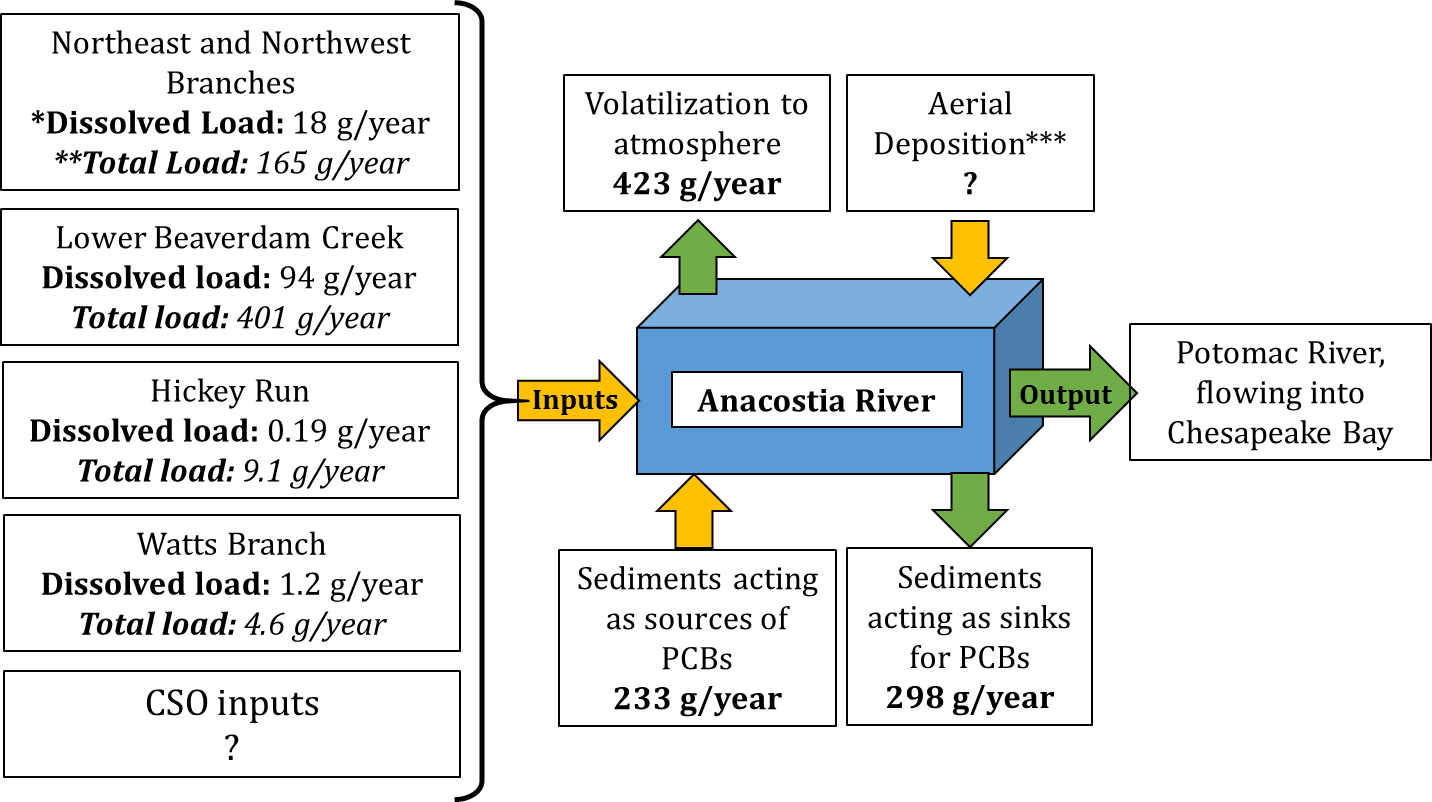 Northeast and Northwest
Branches
*Dissolved Load: 18 g/year
**Total Load: 165 g/year
Lower Beaverdam Creek
Dissolved load: 94 g/year
Total load: 401 g/year
Hickey Run
Dissolved load: 0.19 g/year
Total load: 9.1 g/year
Watts Branch
Dissolved load: 1.2 g/year
Total load: 4.6 g/year
CSO inputs
?
Inputs
Volatilization to
atmosphere
423 g/year
Aerial
Deposition***
?
Anacostia River
Output
Potomac River,
flowing into
Chesapeake Bay
Sediments acting
as sources of
PCBs
233 g/year
Sediments
acting as sinks
for PCBs
298 g/year